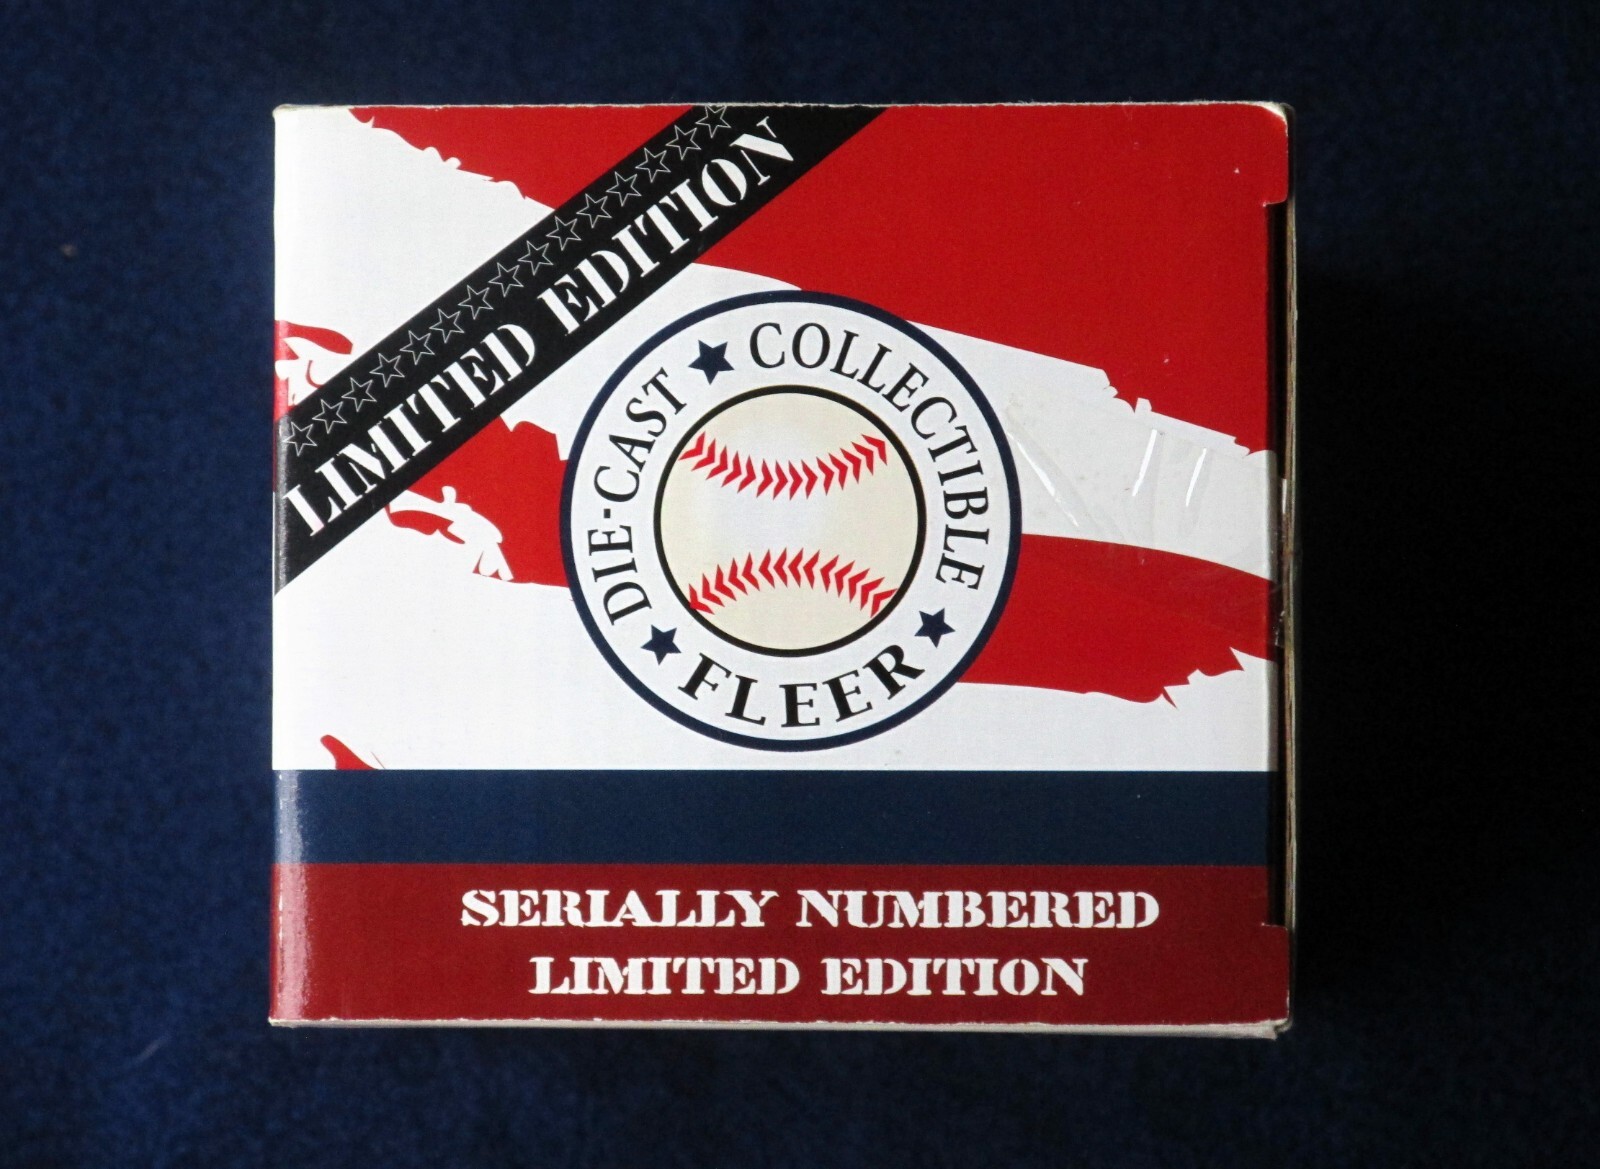 LIMITED EDITION
DIE-CAST ★ COLLECTIBLE
★ FLEER ★
SERIALLY NUMBERED
LIMITED EDITION